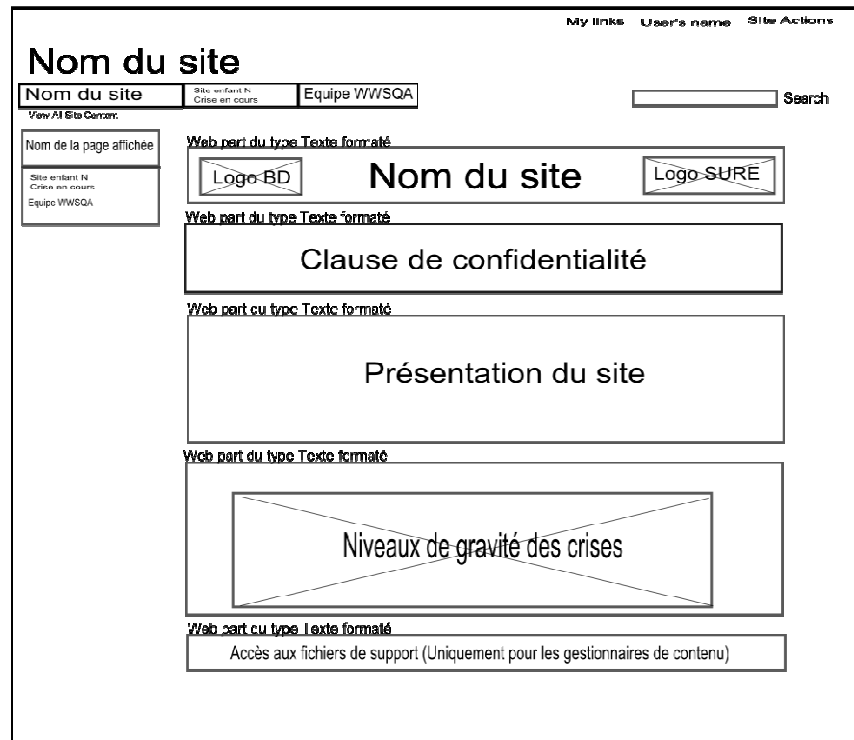 My links User's name Site Actions
Nom du site
Nom du site
Site enfant N
Crise en cours
Equipe WWSQA
Search
View All Site Content
Nom de la page affichée
Site enfant N
Crise en cours
Equipe WWSQA
Web part du type Texte formaté
Logo BD
Nom du site
Logo SURE
Web part du type Texte formaté
Clause de confidentialité
Web part du type Texte formaté
Présentation du site
Web part du type Texte formaté
Niveaux de gravité des crises
Web part du type Texte formaté
Accès aux fichiers de support (Uniquement pour les gestionnaires de contenu)